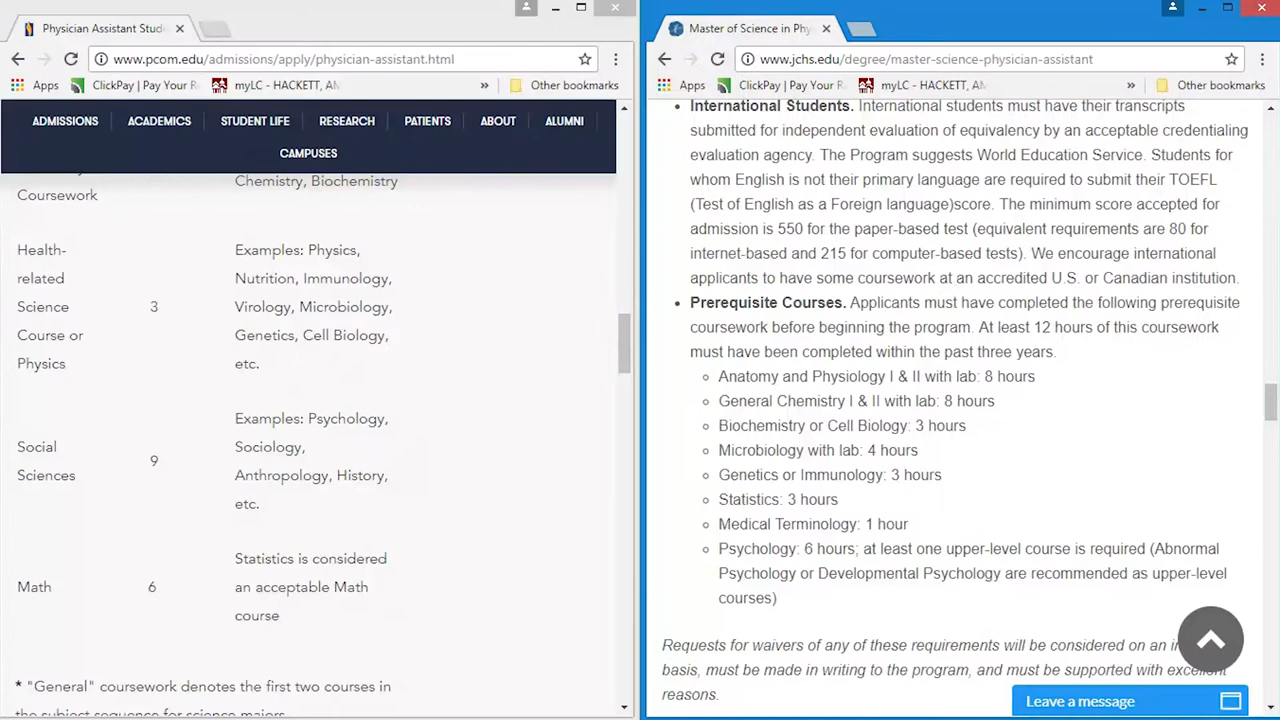 Physician Assistant Stud
www.pcom.edu/admissions/apply/physician-assistant.html
Apps
ClickPay | Pay Your R
myLC - HACKETT, AM
»
Other bookmarks
ADMISSIONS
ACADEMICS
STUDENT LIFE
RESEARCH
PATIENTS
ABOUT
ALUMNI
CAMPUSES
Coursework
Chemistry, Biochemistry
Health-
related
Science
Course or
Physics
3
Examples: Physics,
Nutrition, Immunology,
Virology, Microbiology,
Genetics, Cell Biology,
etc.
Social
Sciences
9
Examples: Psychology,
Sociology,
Anthropology, History,
etc.
Math
6
Statistics is considered
an acceptable Math
course
* "General" coursework denotes the first two courses in
the subject sequence for science majors
Master of Science in Phy
www.jchs.edu/degree/master-science-physician-assistant
Apps
ClickPay | Pay Your R
myLC - HACKETT, AM
»
Other bookmarks
• International Students. International students must have their transcripts
submitted for independent evaluation of equivalency by an acceptable credentialing
evaluation agency. The Program suggests World Education Service. Students for
whom English is not their primary language are required to submit their TOEFL
(Test of English as a Foreign language)score. The minimum score accepted for
admission is 550 for the paper-based test (equivalent requirements are 80 for
internet-based and 215 for computer-based tests). We encourage international
applicants to have some coursework at an accredited U.S. or Canadian institution.
• Prerequisite Courses. Applicants must have completed the following prerequisite
coursework before beginning the program. At least 12 hours of this coursework
must have been completed within the past three years.
Anatomy and Physiology I & II with lab: 8 hours
General Chemistry I & II with lab: 8 hours
Biochemistry or Cell Biology: 3 hours
Microbiology with lab: 4 hours
Genetics or Immunology: 3 hours
Statistics: 3 hours
Medical Terminology: 1 hour
Psychology: 6 hours; at least one upper-level course is required (Abnormal
Psychology or Developmental Psychology are recommended as upper-level
courses)
Requests for waivers of any of these requirements will be considered on an
basis, must be made in writing to the program, and must be supported with excellent
reasons.
Leave a message